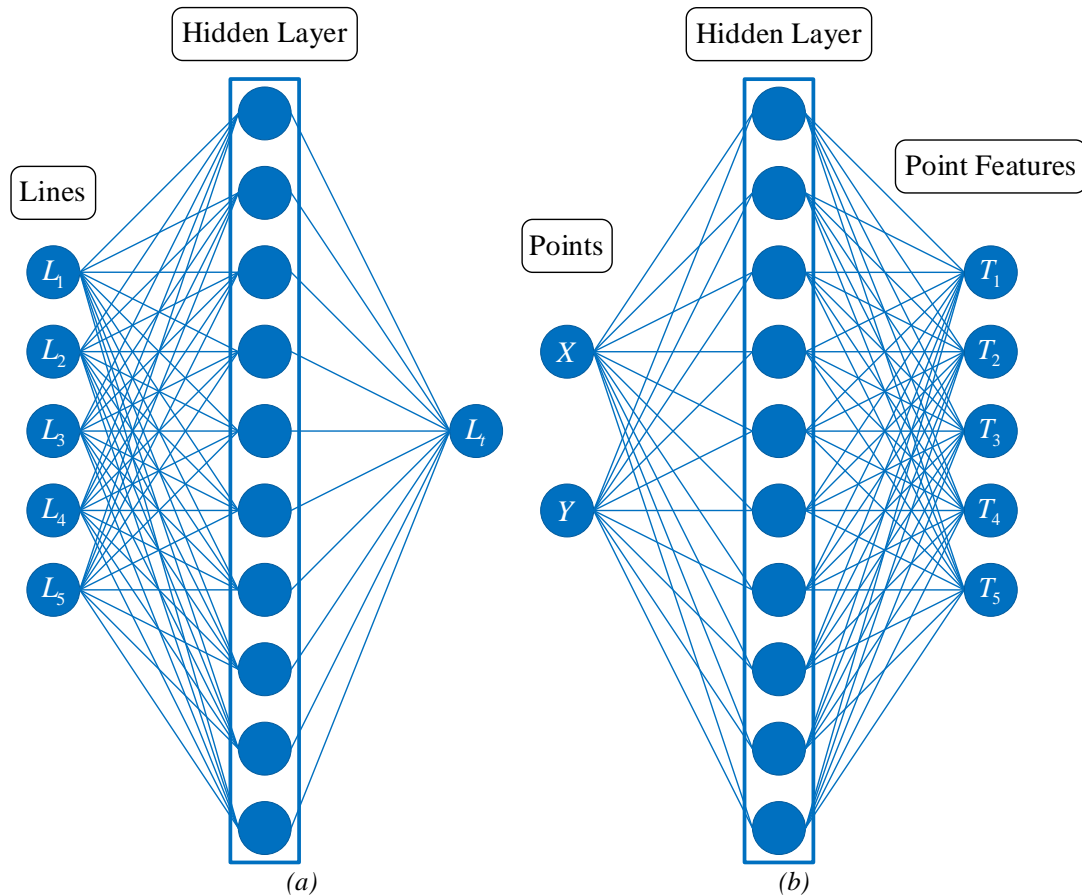 Hidden Layer
Lines
L1
L2
L3
L4
L5
Lt
(a)
Hidden Layer
Points
X
Y
Point Features
T1
T2
T3
T4
T5
(b)